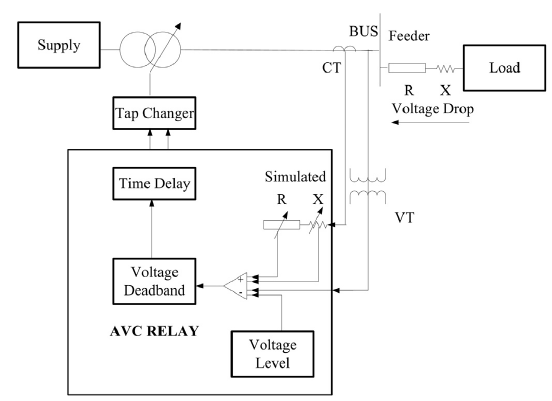 Supply
BUS
Feeder
CT
Load
R X
Voltage Drop
Tap Changer
Time Delay
Simulated
R X
VT
Voltage
Deadband
+
-
AVC RELAY
Voltage
Level